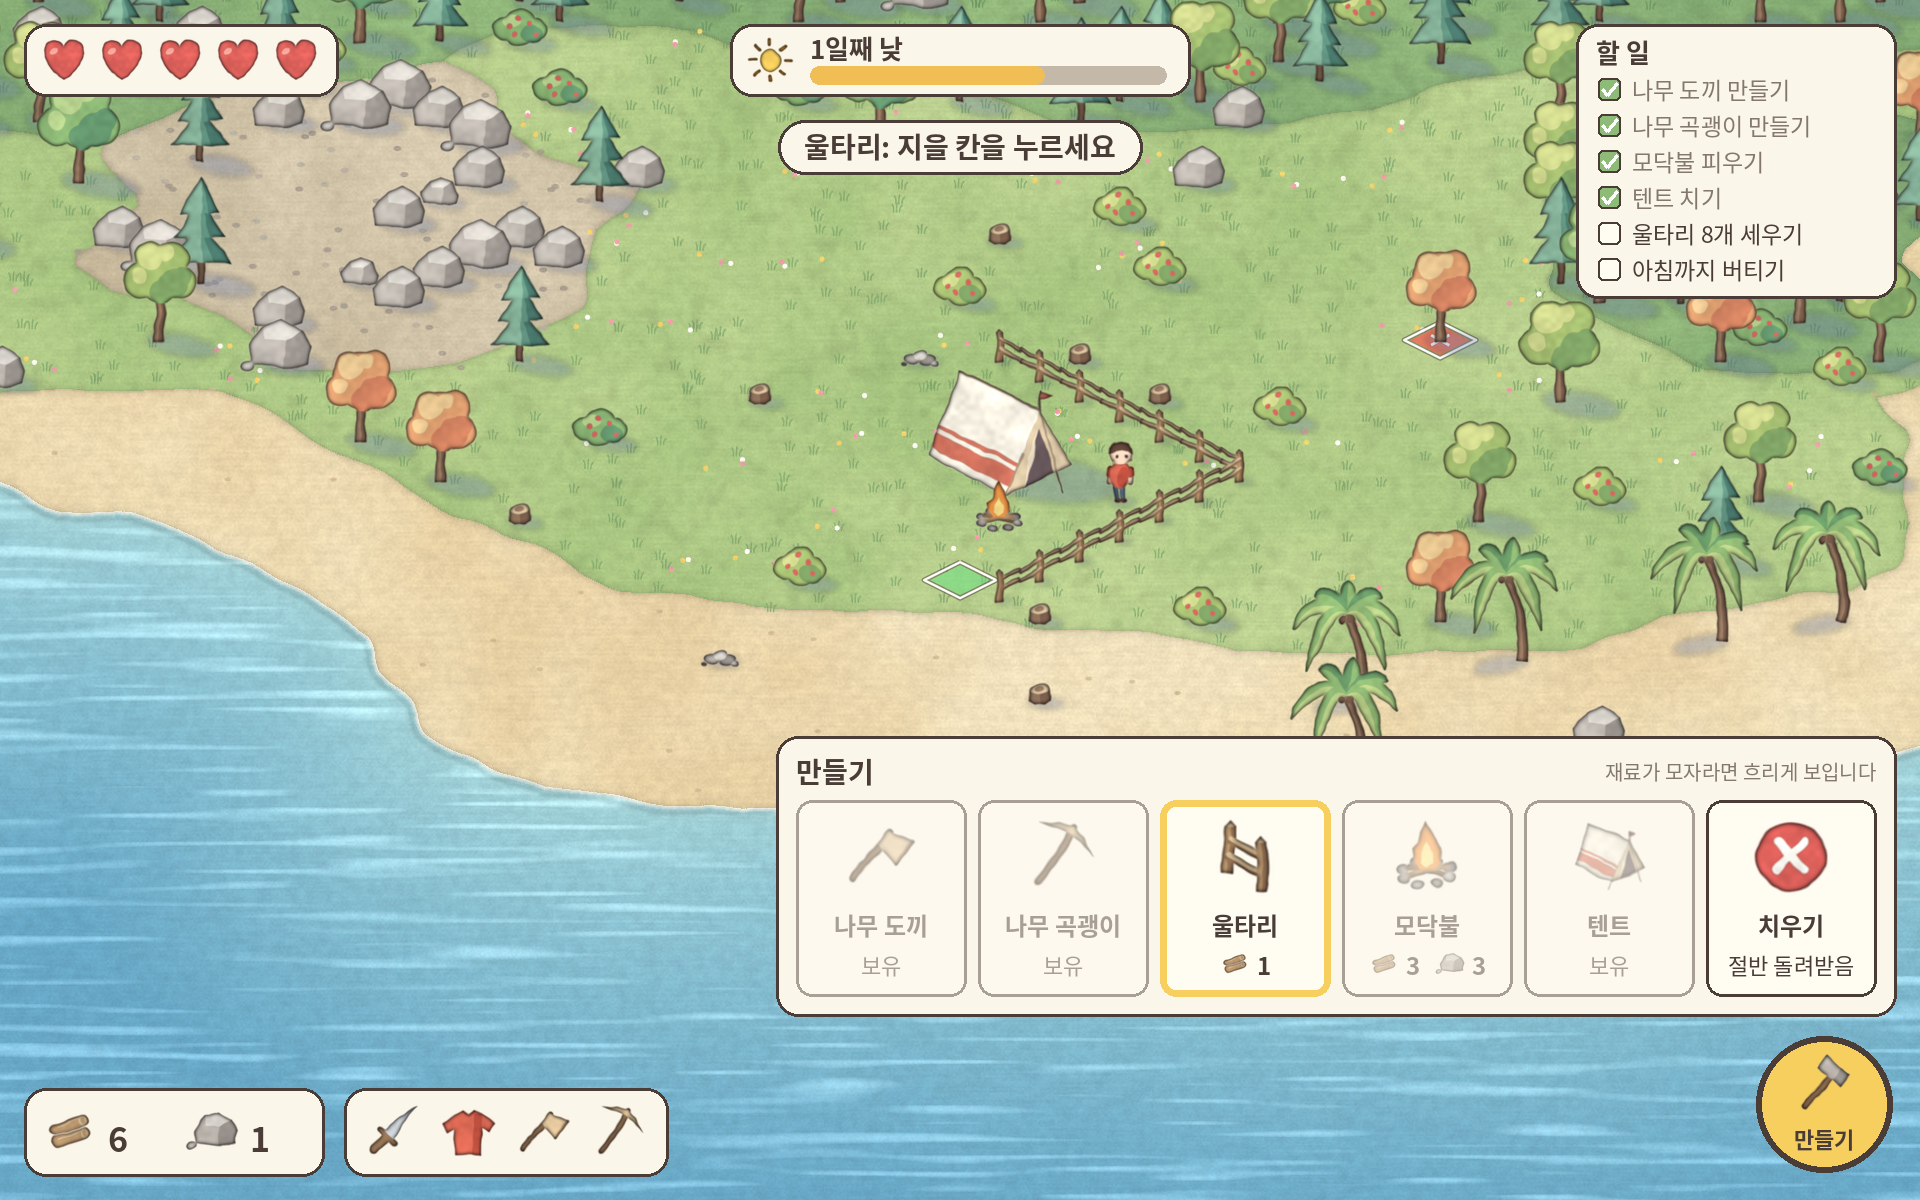 1일째 낮
울타리: 지을 칸을 누르세요
할 일
나무 도끼 만들기
나무 곡괭이 만들기
모닥불 피우기
텐트 치기
울타리 8개 세우기
아침까지 버티기
만들기
재료가 모자라면 흐리게 보입니다
나무 도끼
보유
나무 곡괭이
보유
울타리
1
모닥불
3 3
텐트
보유
치우기
절반 돌려받음
6 1
만들기